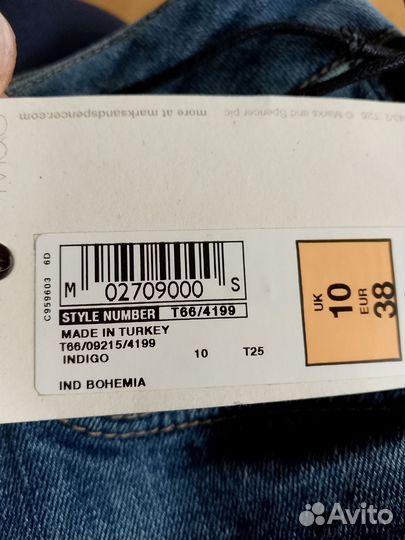 more at marksandspencer.com
T26 © Marks and Spencer plc
C959603 6D
M 02709000 S
STYLE NUMBER T66/4199
MADE IN TURKEY
T66/09215/4199
INDIGO 10 T25
IND BOHEMIA
UK 10
EUR 38
Avito